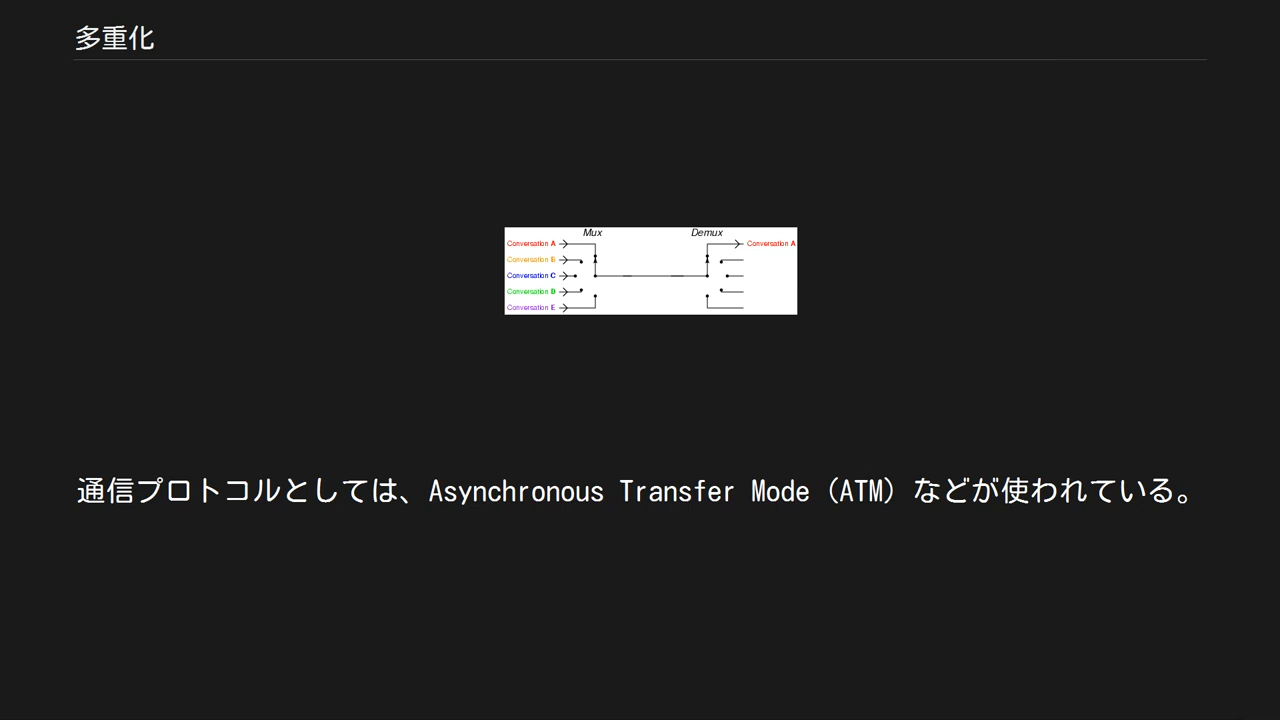 多重化
Mux Demux
Conversation A Conversation A
Conversation B
Conversation C
Conversation D
Conversation E
通信プロトコルとしては、Asynchronous Transfer Mode（ATM）などが使われている。